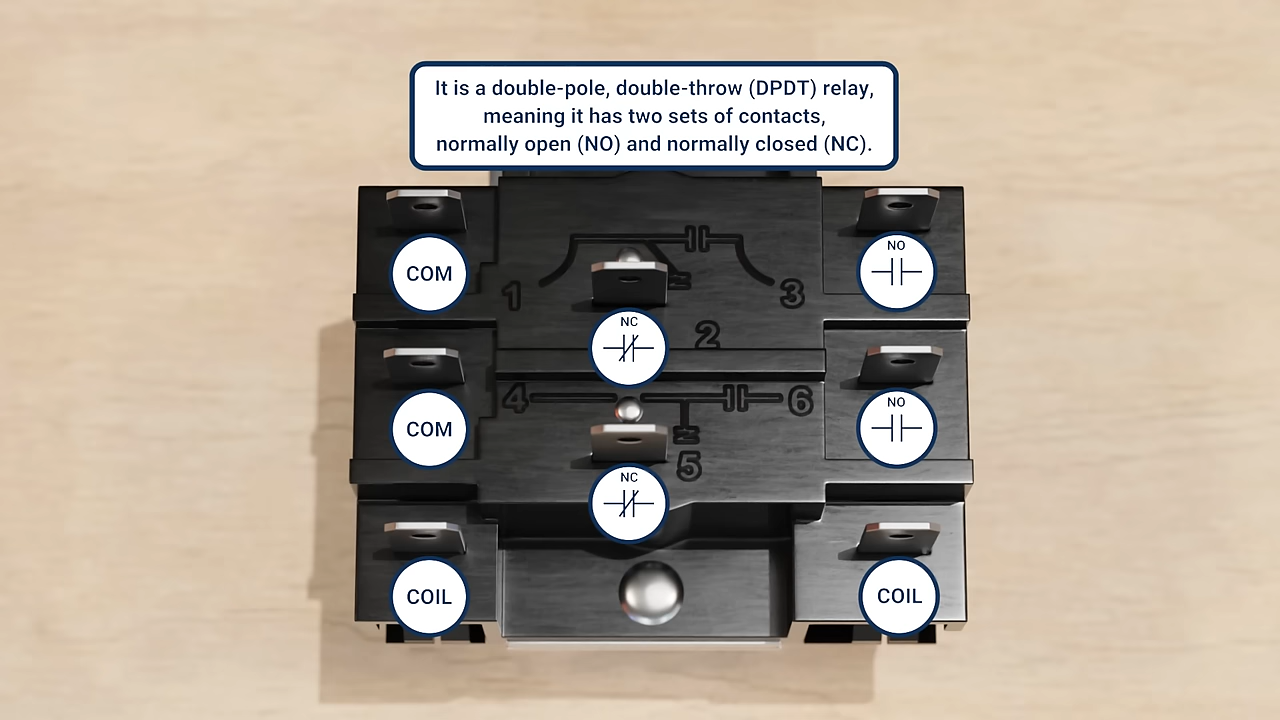 It is a double-pole, double-throw (DPDT) relay,
meaning it has two sets of contacts,
normally open (NO) and normally closed (NC).
COM
NO
1
3
NC
2
4
6
COM
NO
5
NC
COIL
COIL